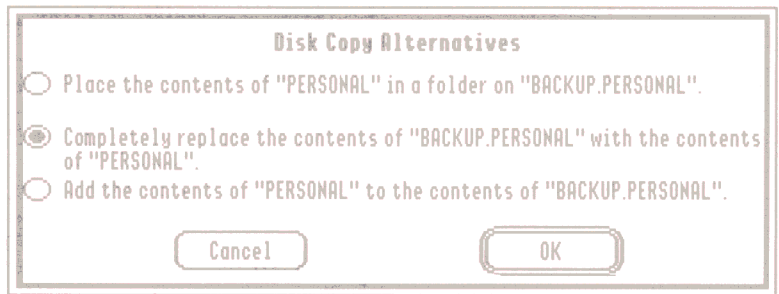 Disk Copy Alternatives
Place the contents of "PERSONAL" in a folder on "BACKUP.PERSONAL".
Completely replace the contents of "BACKUP.PERSONAL" with the contents
of "PERSONAL".
Add the contents of "PERSONAL" to the contents of "BACKUP.PERSONAL".
Cancel OK